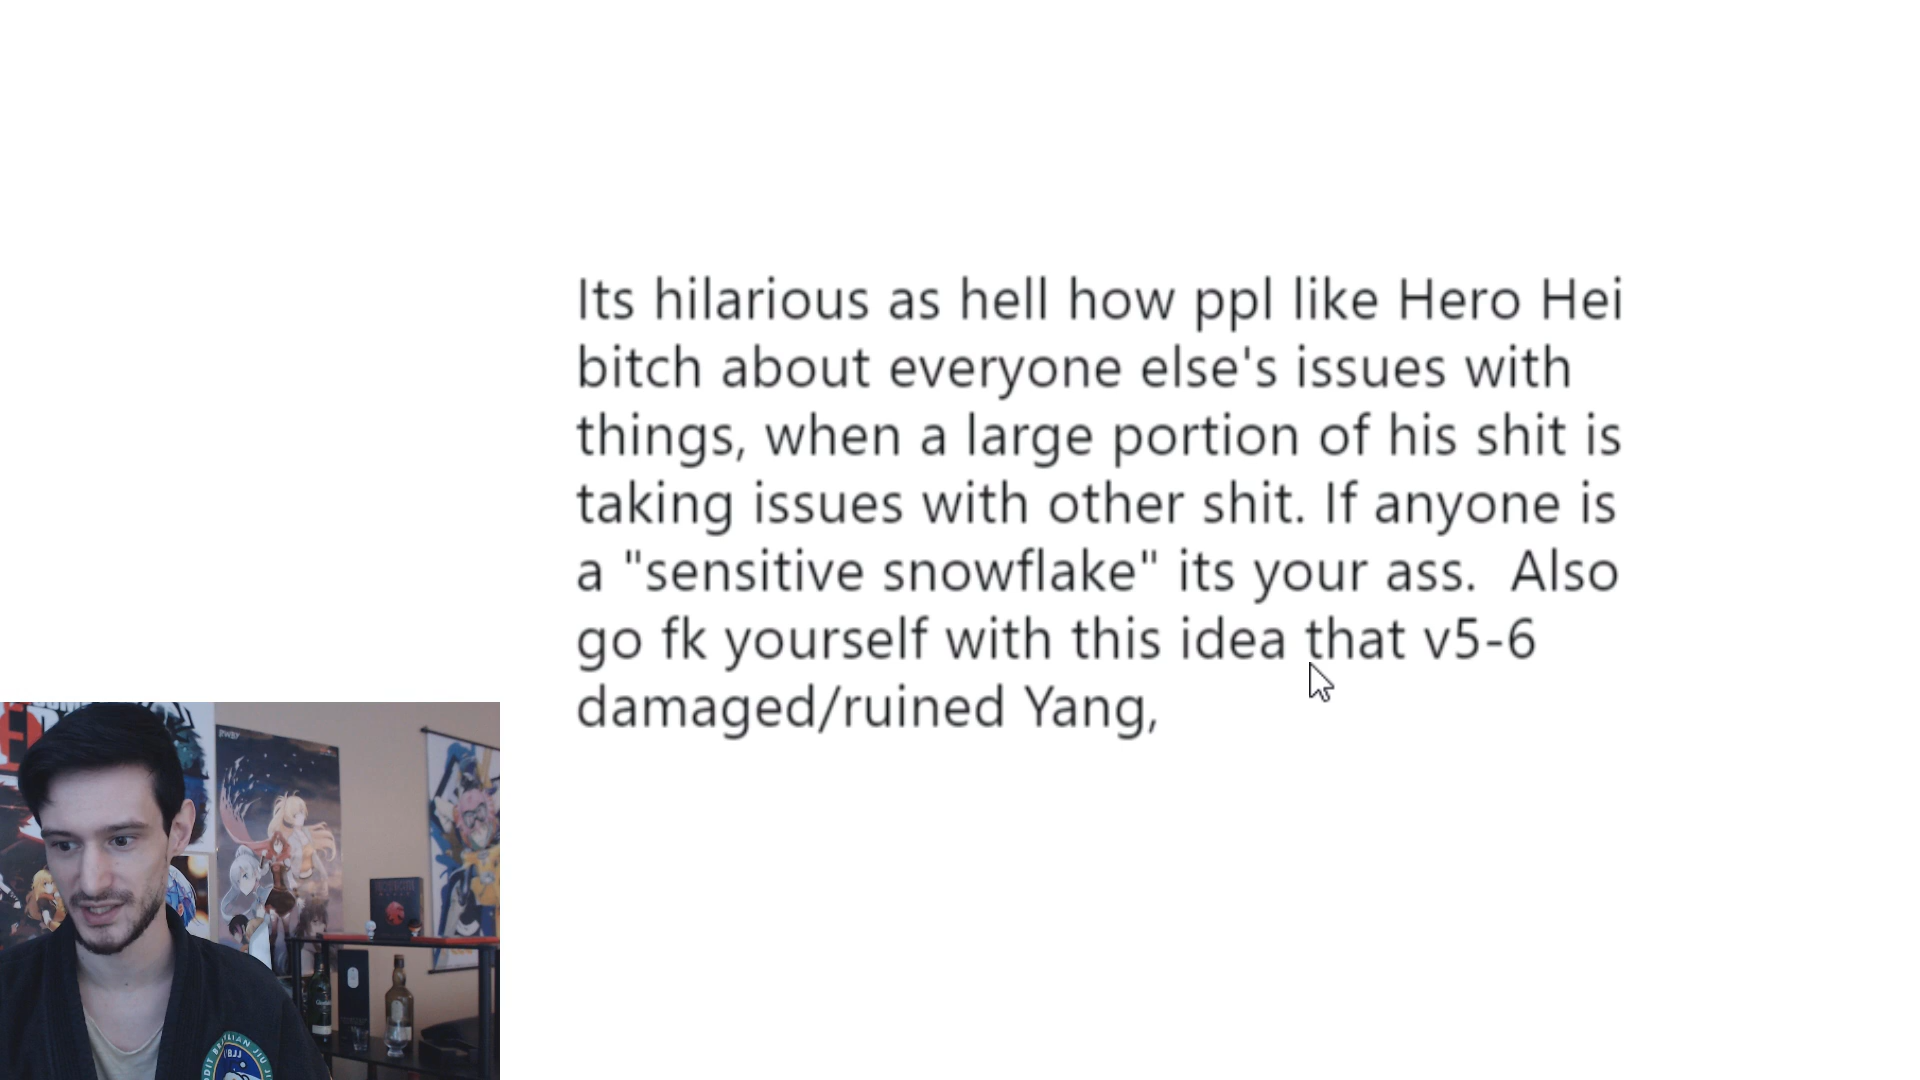 Its hilarious as hell how ppl like Hero Hei
bitch about everyone else's issues with
things, when a large portion of his shit is
taking issues with other shit. If anyone is
a "sensitive snowflake" its your ass.  Also
go fk yourself with this idea that v5-6
damaged/ruined Yang,
RWBY
BJJ